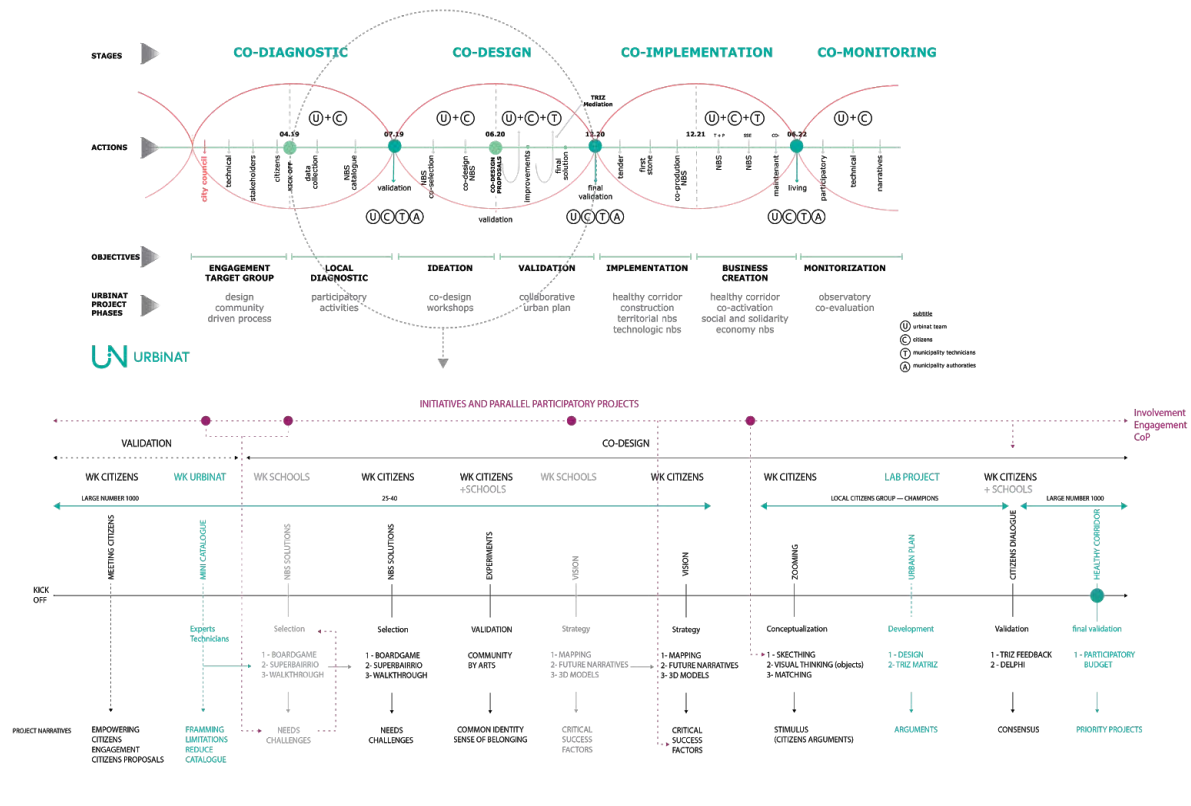 STAGES
CO-DIAGNOSTIC
CO-DESIGN
CO-IMPLEMENTATION
CO-MONITORING
TRIZ
Mediation
U + C
U + C
U + C + T
U + C + T
U + C
T + P
SSE
CO-
ACTIONS
04.19
07.19
06.20
12.20
12.21
06.22
city council
technical
stakeholders
citizens
KICK-OFF
data
collection
NBS
catalogue
validation
NBS
co-selection
co-design
NBS
CO-DESIGN
PROPOSALS
improvements
final
solution
final
validation
tender
first
stone
co-production
NBS
NBS
NBS
maintenant
living
participatory
technical
narratives
validation
U C T A
U C T A
U C T A
OBJECTIVES
ENGAGEMENT
TARGET GROUP
LOCAL
DIAGNOSTIC
IDEATION
VALIDATION
IMPLEMENTATION
BUSINESS
CREATION
MONITORIZATION
URBINAT
PROJECT
PHASES
design
community
driven process
participatory
activities
co-design
workshops
collaborative
urban plan
healthy corridor
construction
territorial nbs
technologic nbs
healthy corridor
co-activation
social and solidarity
economy nbs
observatory
co-evaluation
subtitle
U urbinat team
C citizens
T municipality technicians
A municipality authoraties
UN URBiNAT
INITIATIVES AND PARALLEL PARTICIPATORY PROJECTS
Involvement
Engagement
CoP
VALIDATION
CO-DESIGN
WK CITIZENS
WK URBINAT
WK SCHOOLS
WK CITIZENS
WK CITIZENS
+SCHOOLS
WK SCHOOLS
WK CITIZENS
WK CITIZENS
LAB PROJECT
WK CITIZENS
+ SCHOOLS
LARGE NUMBER 1000
25-40
LOCAL CITIZENS GROUP — CHAMPIONS
LARGE NUMBER 1000
MEETING CITIZENS
MINI CATALOGUE
NBS SOLUTIONS
NBS SOLUTIONS
EXPERIMENTS
VISION
VISION
ZOOMING
URBAN PLAN
CITIZENS DIALOGUE
HEALTHY CORRIDOR
KICK
OFF
Experts
Technicians
Selection
1 - BOARDGAME
2- SUPERBAIRRIO
3- WALKTHROUGH
Selection
1 - BOARDGAME
2- SUPERBAIRRIO
3- WALKTHROUGH
VALIDATION
COMMUNITY
BY ARTS
Strategy
1 - MAPPING
2- FUTURE NARRATIVES
3- 3D MODELS
Strategy
1 - MAPPING
2- FUTURE NARRATIVES
3- 3D MODELS
Conceptualization
1 - SKECTHING
2- VISUAL THINKING (objects)
3- MATCHING
Development
1 - DESIGN
2- TRIZ MATRIZ
Validation
1 - TRIZ FEEDBACK
2 - DELPHI
final validation
1 - PARTICIPATORY
BUDGET
PROJECT NARRATIVES
EMPOWERING
CITIZENS
ENGAGEMENT
CITIZENS PROPOSALS
FRAMMING
LIMITATIONS
REDUCE
CATALOGUE
NEEDS
CHALLENGES
NEEDS
CHALLENGES
COMMON IDENTITY
SENSE OF BELONGING
CRITICAL
SUCCESS
FACTORS
CRITICAL
SUCCESS
FACTORS
STIMULUS
(CITIZENS ARGUMENTS)
ARGUMENTS
CONSENSUS
PRIORITY PROJECTS